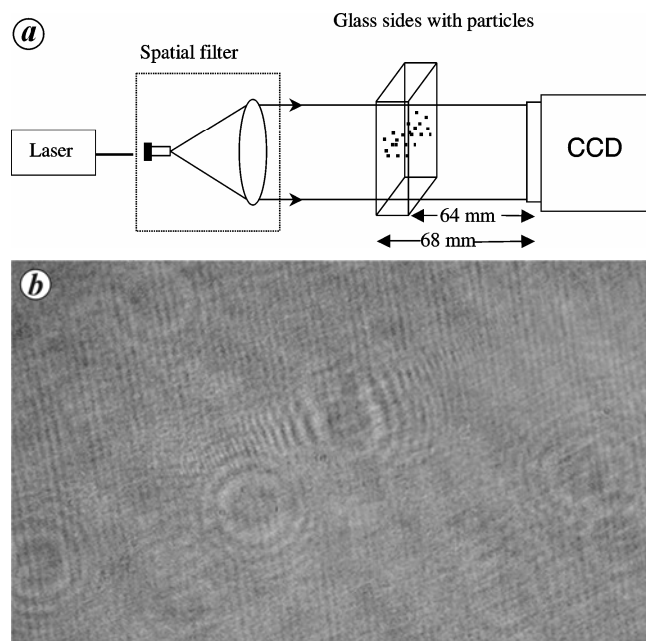 a
Glass sides with particles
Spatial filter
Laser
CCD
64 mm
68 mm
b